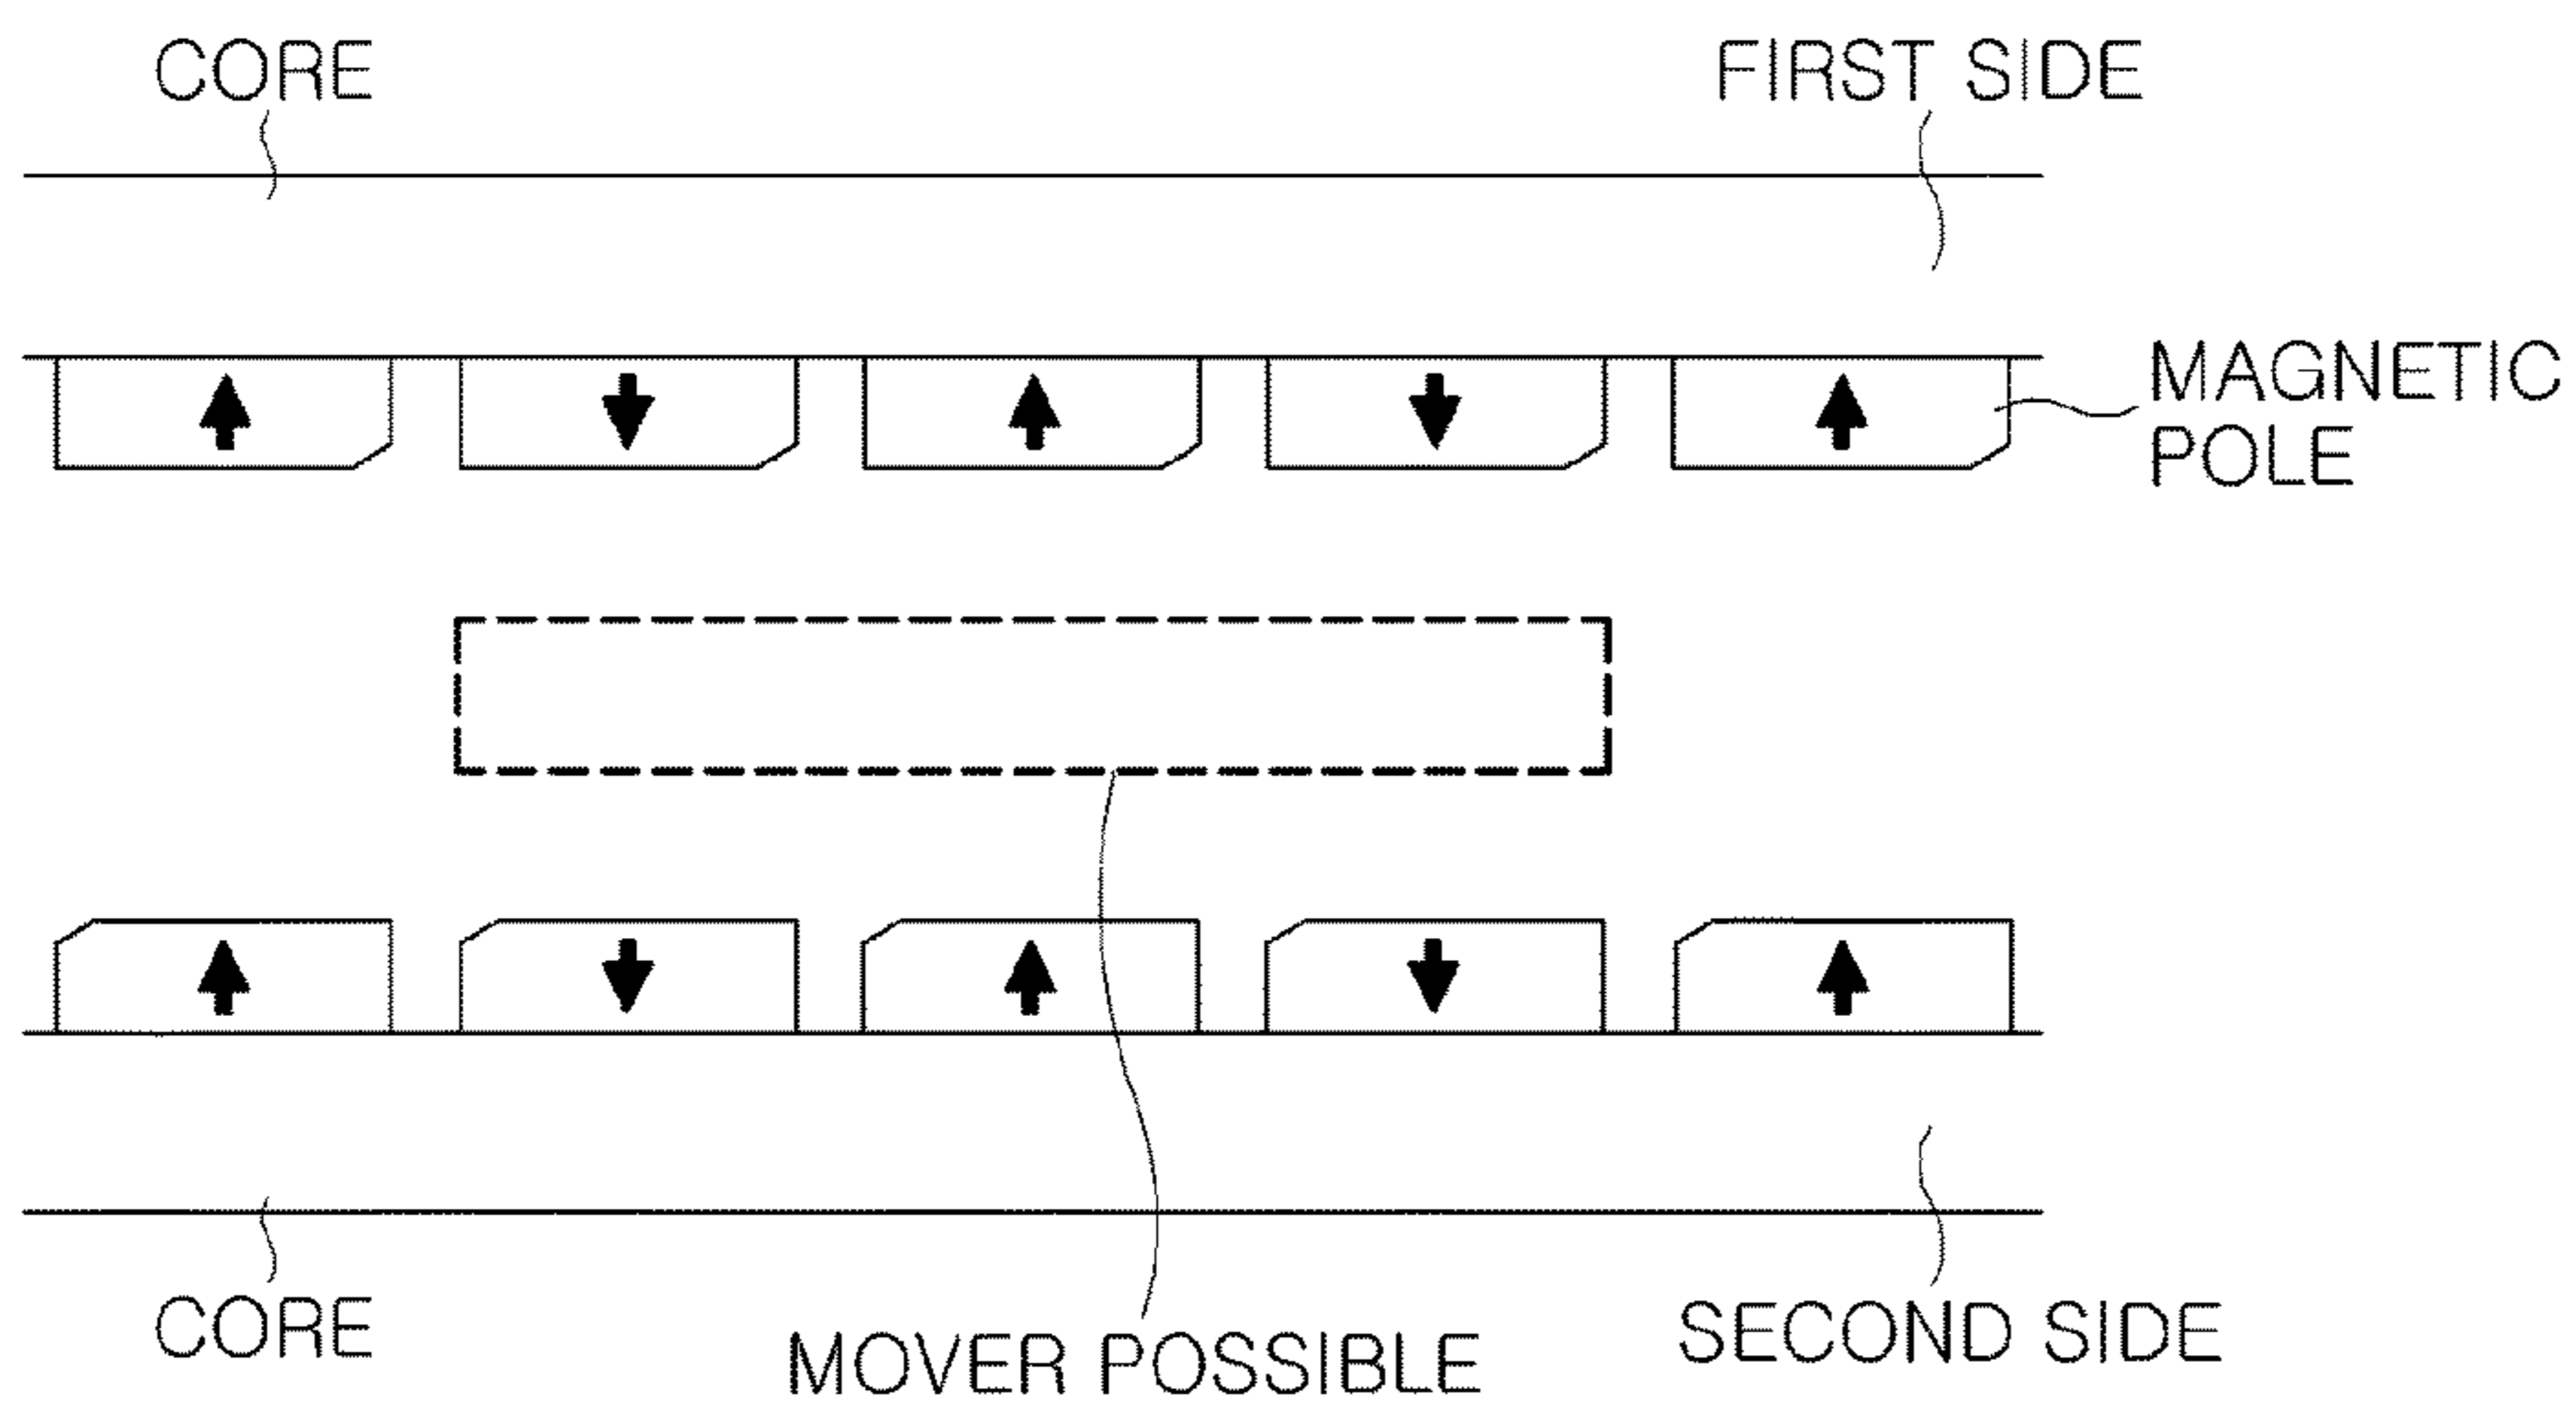 CORE
FIRST SIDE
MAGNETIC
POLE
CORE
MOVER POSSIBLE
SECOND SIDE